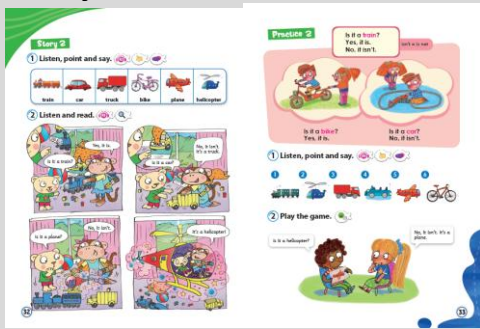 Story 2
1 Listen, point and say.
train car truck bike plane helicopter
2 Listen and read.
Yes, it is.
Is it a train?
No, it isn't.
It's a truck.
Is it a car?
Is it a plane?
No, it isn't.
It's a helicopter!
32
Practice 2
Is it a train?
Yes, it is.
No, it isn't.
isn't = is not
Is it a bike?
Yes, it is.
Is it a car?
No, it isn't.
1 Listen, point and say.
1 2 3 4 5 6
2 Play the game.
Is it a helicopter?
No, it isn't. It's a
plane.
33